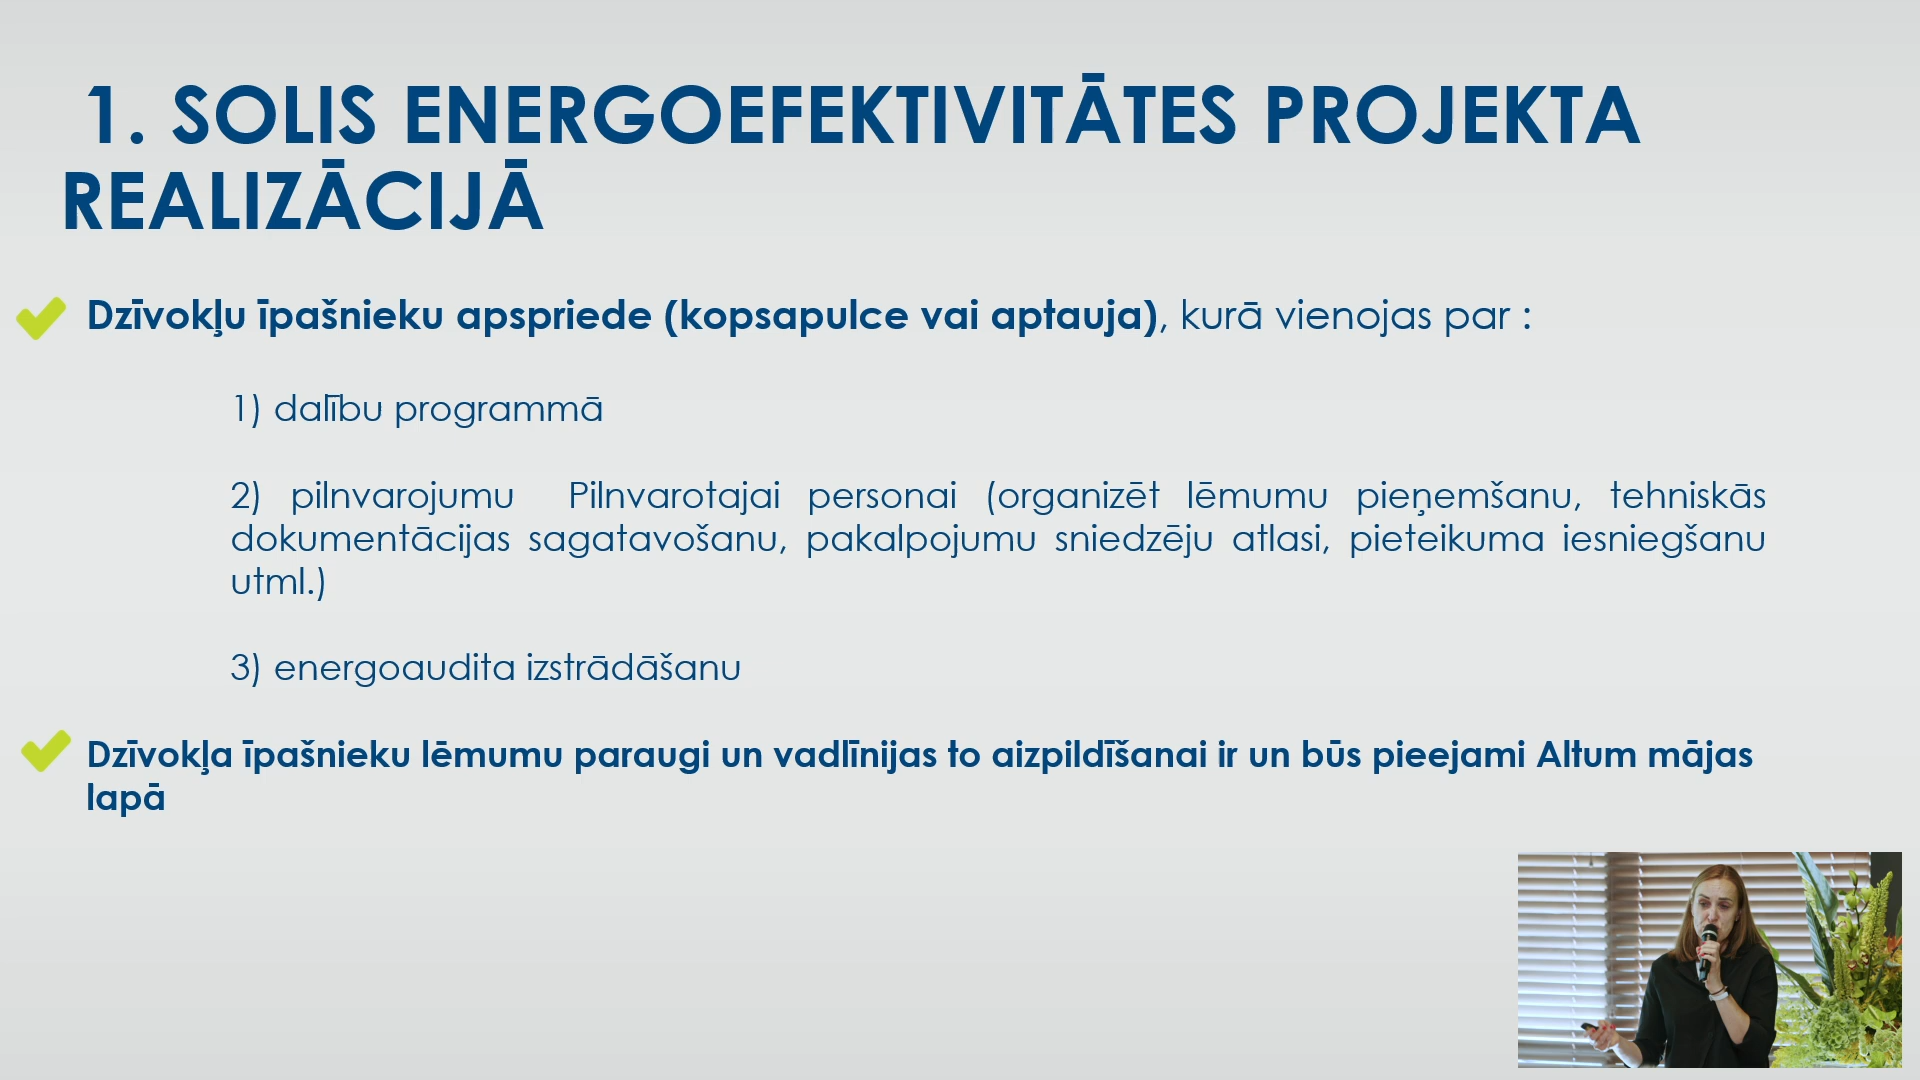 1. SOLIS ENERGOEFEKTIVITĀTES PROJEKTA
REALIZĀCIJĀ
Dzīvokļu īpašnieku apspriede (kopsapulce vai aptauja), kurā vienojas par :
1) dalību programmā
2) pilnvarojumu Pilnvarotajai personai (organizēt lēmumu pieņemšanu, tehniskās
dokumentācijas sagatavošanu, pakalpojumu sniedzēju atlasi, pieteikuma iesniegšanu
utml.)
3) energoaudita izstrādāšanu
Dzīvokļa īpašnieku lēmumu paraugi un vadlīnijas to aizpildīšanai ir un būs pieejami Altum mājas
lapā